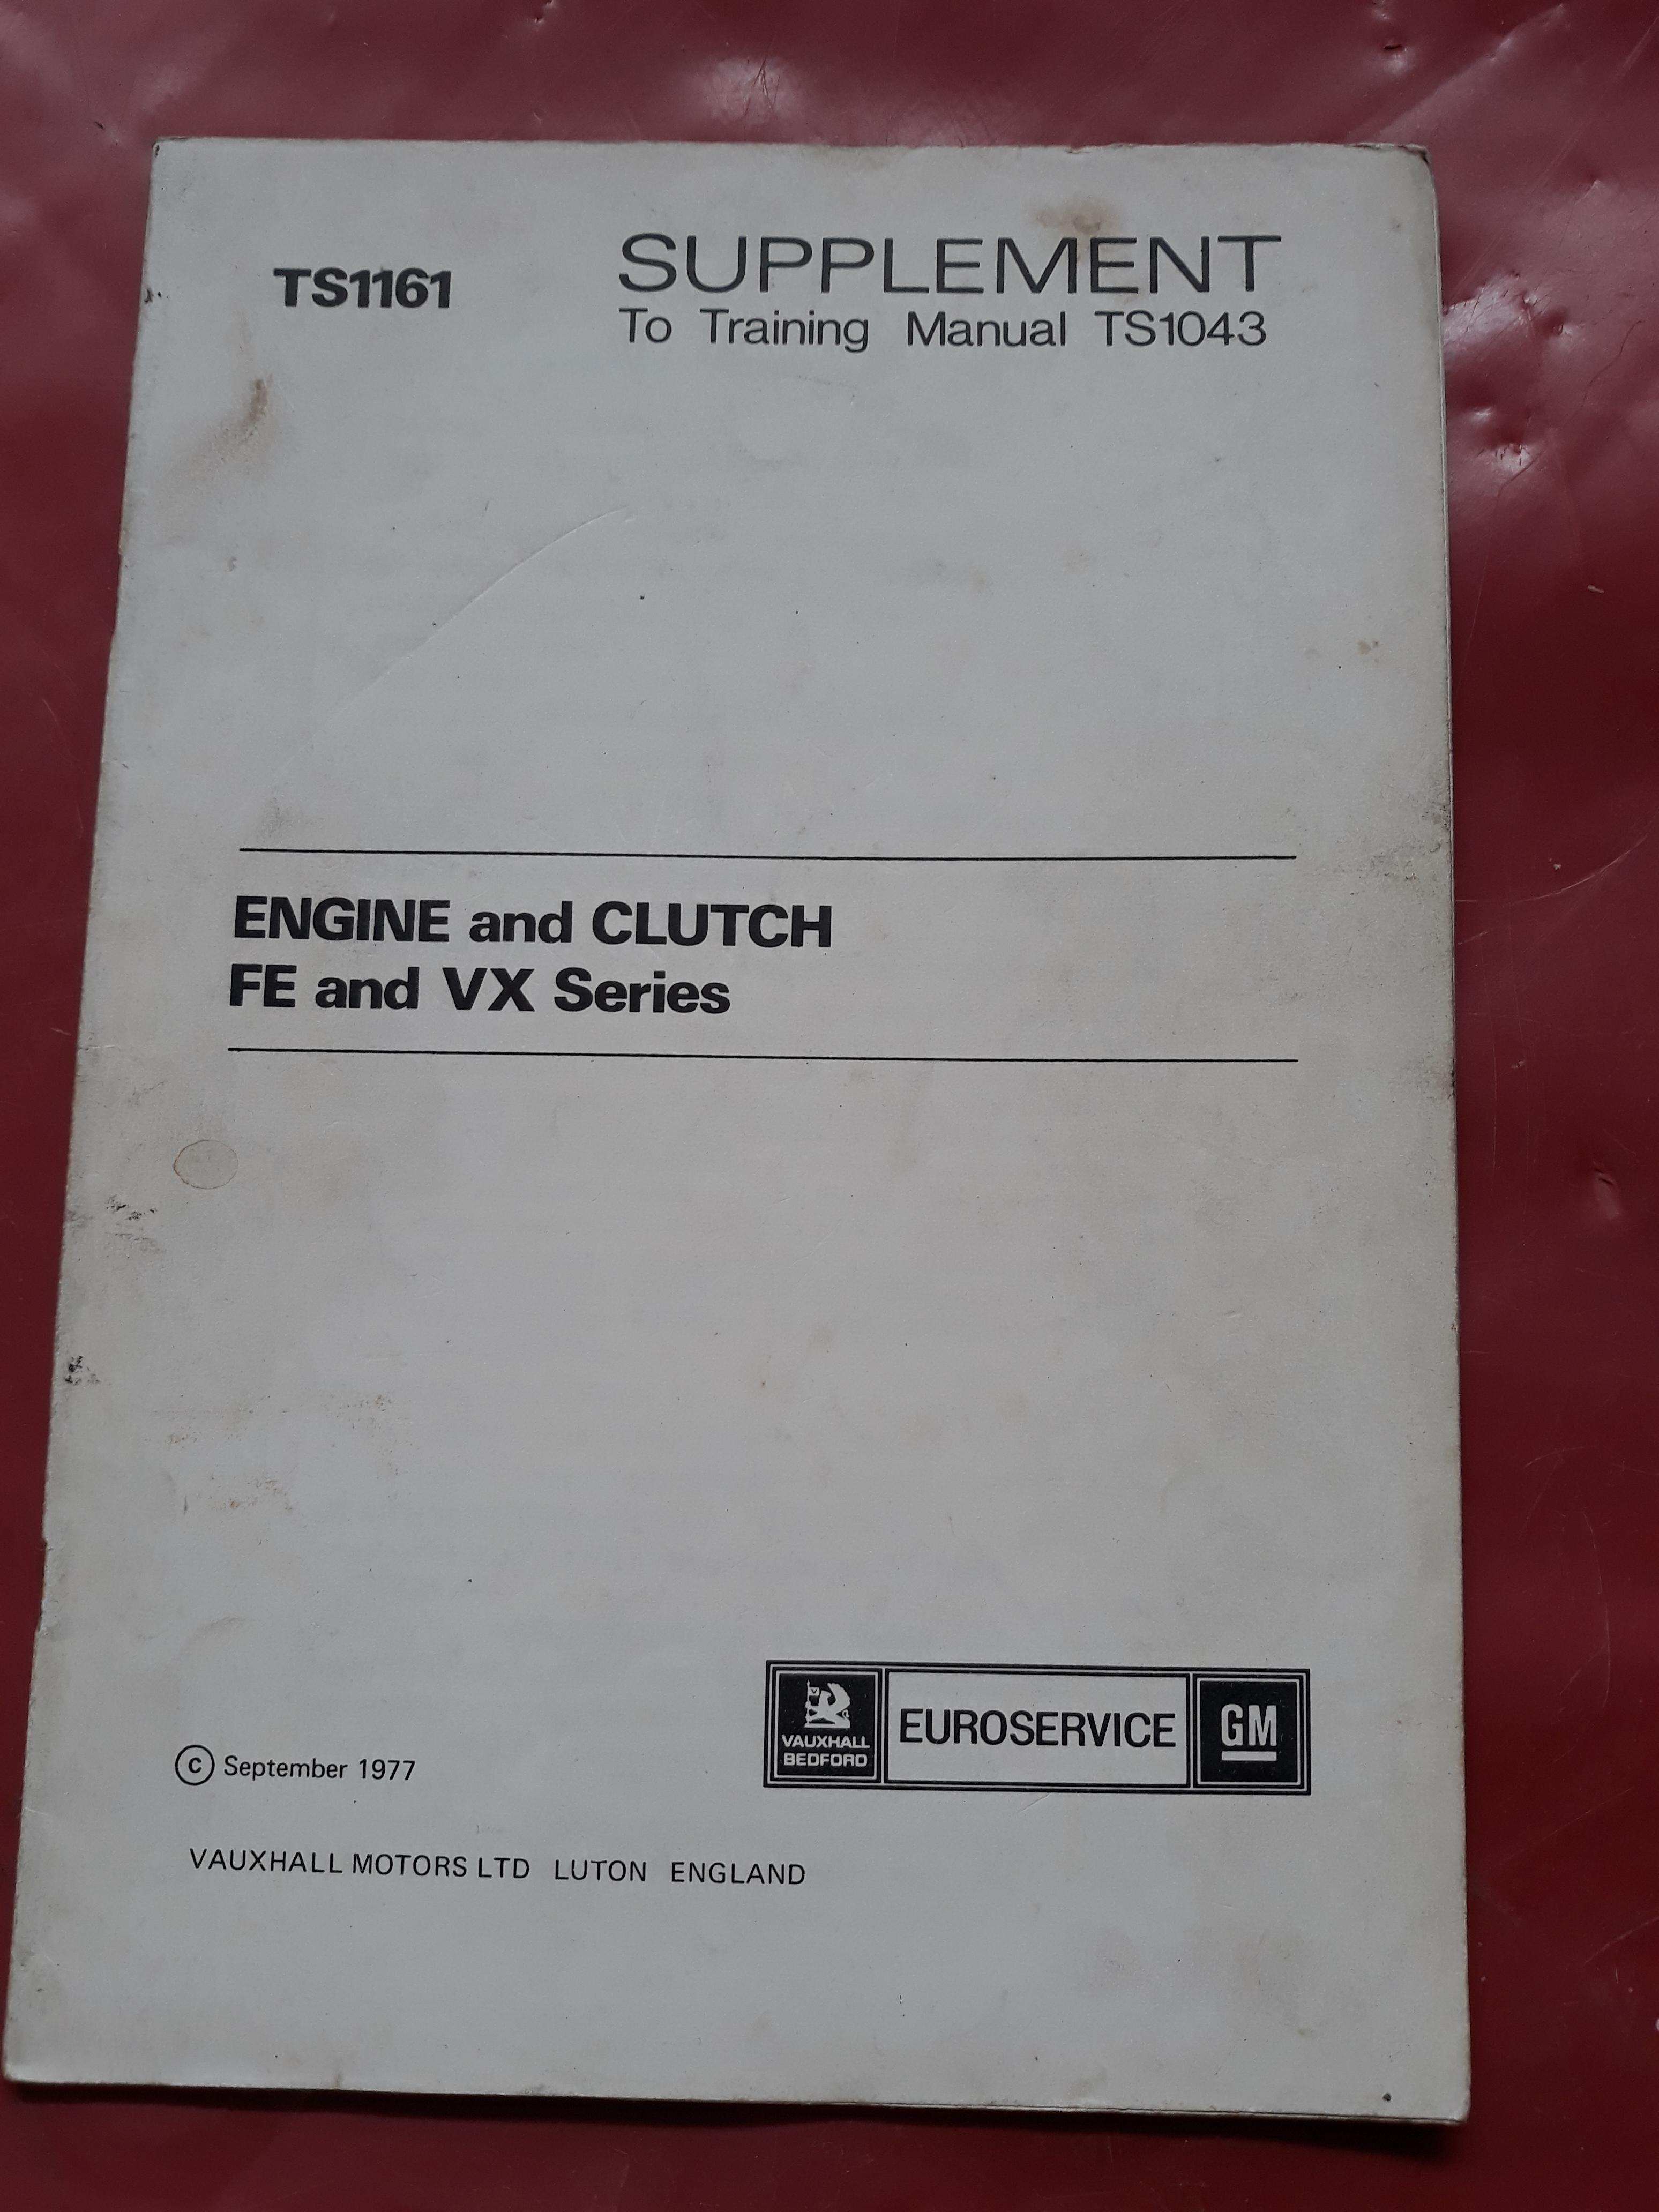 TS1161
SUPPLEMENT
To Training Manual TS1043
ENGINE and CLUTCH
FE and VX Series
VAUXHALL
BEDFORD
EUROSERVICE
GM
© September 1977
VAUXHALL MOTORS LTD LUTON ENGLAND